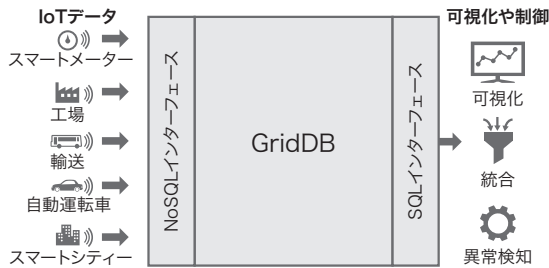 IoTデータ
スマートメーター
工場
輸送
自動運転車
スマートシティー
NoSQLインターフェース
GridDB
SQLインターフェース
可視化や制御
可視化
統合
異常検知